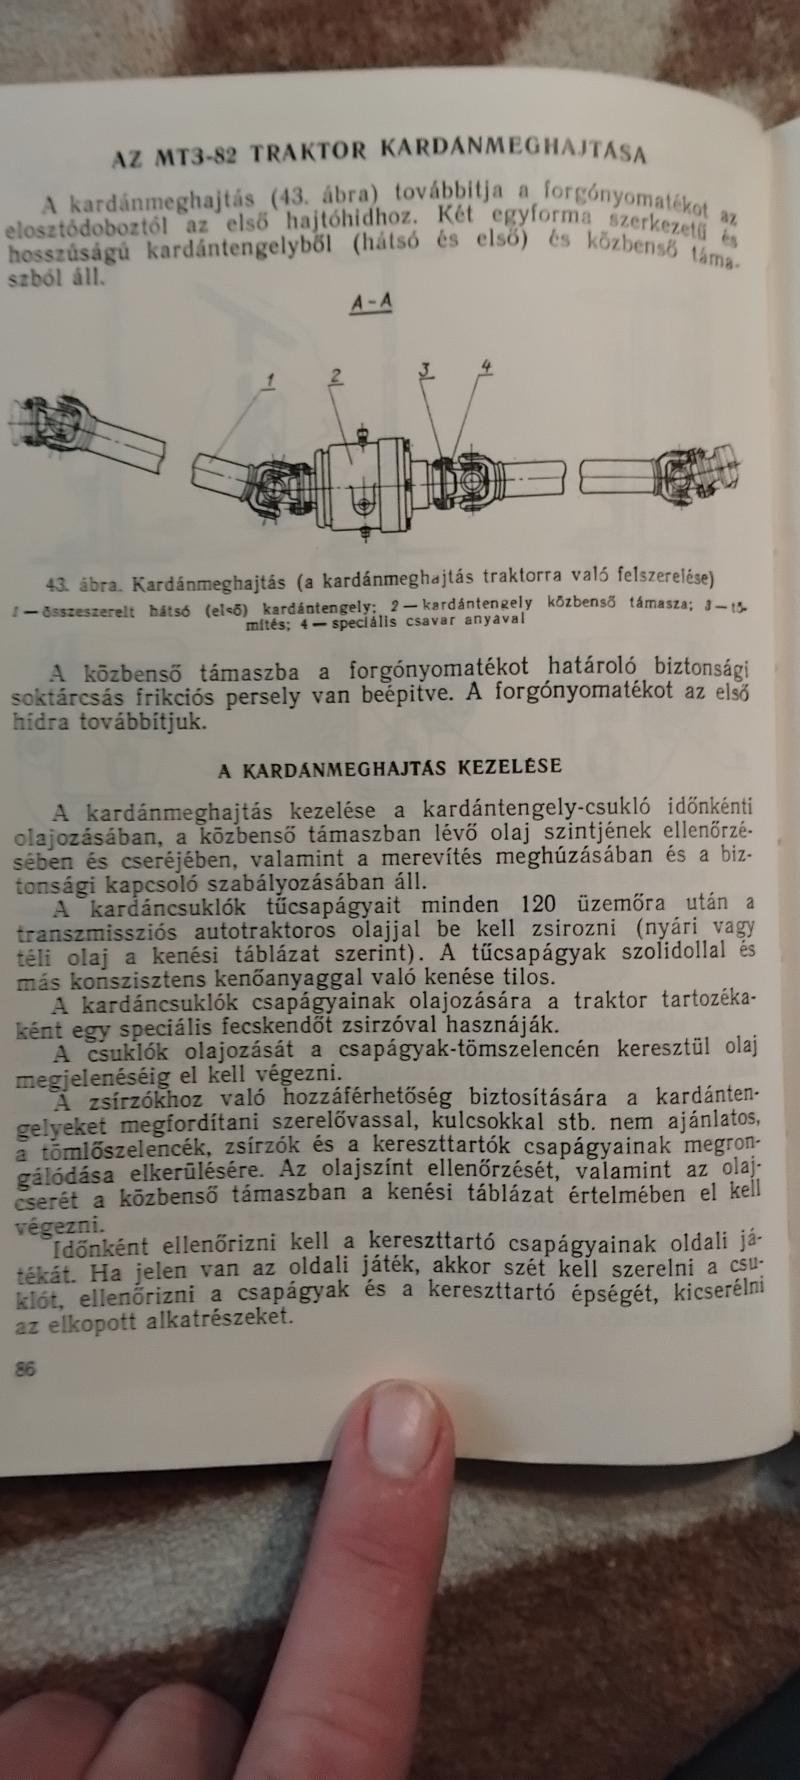 AZ MT3-82 TRAKTOR KARDÁNMEGHAJTÁSA
A kardánmeghajtás (43. ábra) továbbítja a forgónyomatékot az
elosztódoboztól az első hajtóhidhoz. Két egyforma szerkezetű és
hosszúságú kardántengelyből (hátsó és első) és közbenső táma-
szból áll.
A-A
1 2 3 4
43. ábra. Kardánmeghajtás (a kardánmeghajtás traktorra való felszerelése)
1 — összeszerelt hátsó (első) kardántengely; 2 — kardántengely közbenső támasza; 3 — tö-
mítés; 4 — speciális csavar anyával
A közbenső támaszba a forgónyomatékot határoló biztonsági
soktárcsás frikciós persely van beépitve. A forgónyomatékot az első
hídra továbbítjuk.
A KARDÁNMEGHAJTÁS KEZELÉSE
A kardánmeghajtás kezelése a kardántengely-csukló időnkénti
olajozásában, a közbenső támaszban lévő olaj szintjének ellenőrzé-
sében és cseréjében, valamint a merevítés meghúzásában és a biz-
tonsági kapcsoló szabályozásában áll.
A kardáncsuklók tűcsapágyait minden 120 üzemóra után a
transzmissziós autotraktoros olajjal be kell zsirozni (nyári vagy
téli olaj a kenési táblázat szerint). A tűcsapágyak szolidollal és
más konszisztens kenőanyaggal való kenése tilos.
A kardáncsuklók csapágyainak olajozására a traktor tartozéka-
ként egy speciális fecskendőt zsirzóval használják.
A csuklók olajozását a csapágyak-tömszelencén keresztül olaj
megjelenéséig el kell végezni.
A zsírzókhoz való hozzáférhetőség biztosítására a kardánten-
gelyeket megfordítani szerelővassal, kulcsokkal stb. nem ajánlatos,
a tömlőszelencék, zsírzók és a kereszttartók csapágyainak megron-
gálódása elkerülésére. Az olajszínt ellenőrzését, valamint az olaj-
cserét a közbenső támaszban a kenési táblázat értelmében el kell
végezni.
Időnként ellenőrizni kell a kereszttartó csapágyainak oldali já-
tékát. Ha jelen van az oldali játék, akkor szét kell szerelni a csu-
klót, ellenőrizni a csapágyak és a kereszttartó épségét, kicserélni
az elkopott alkatrészeket.
86